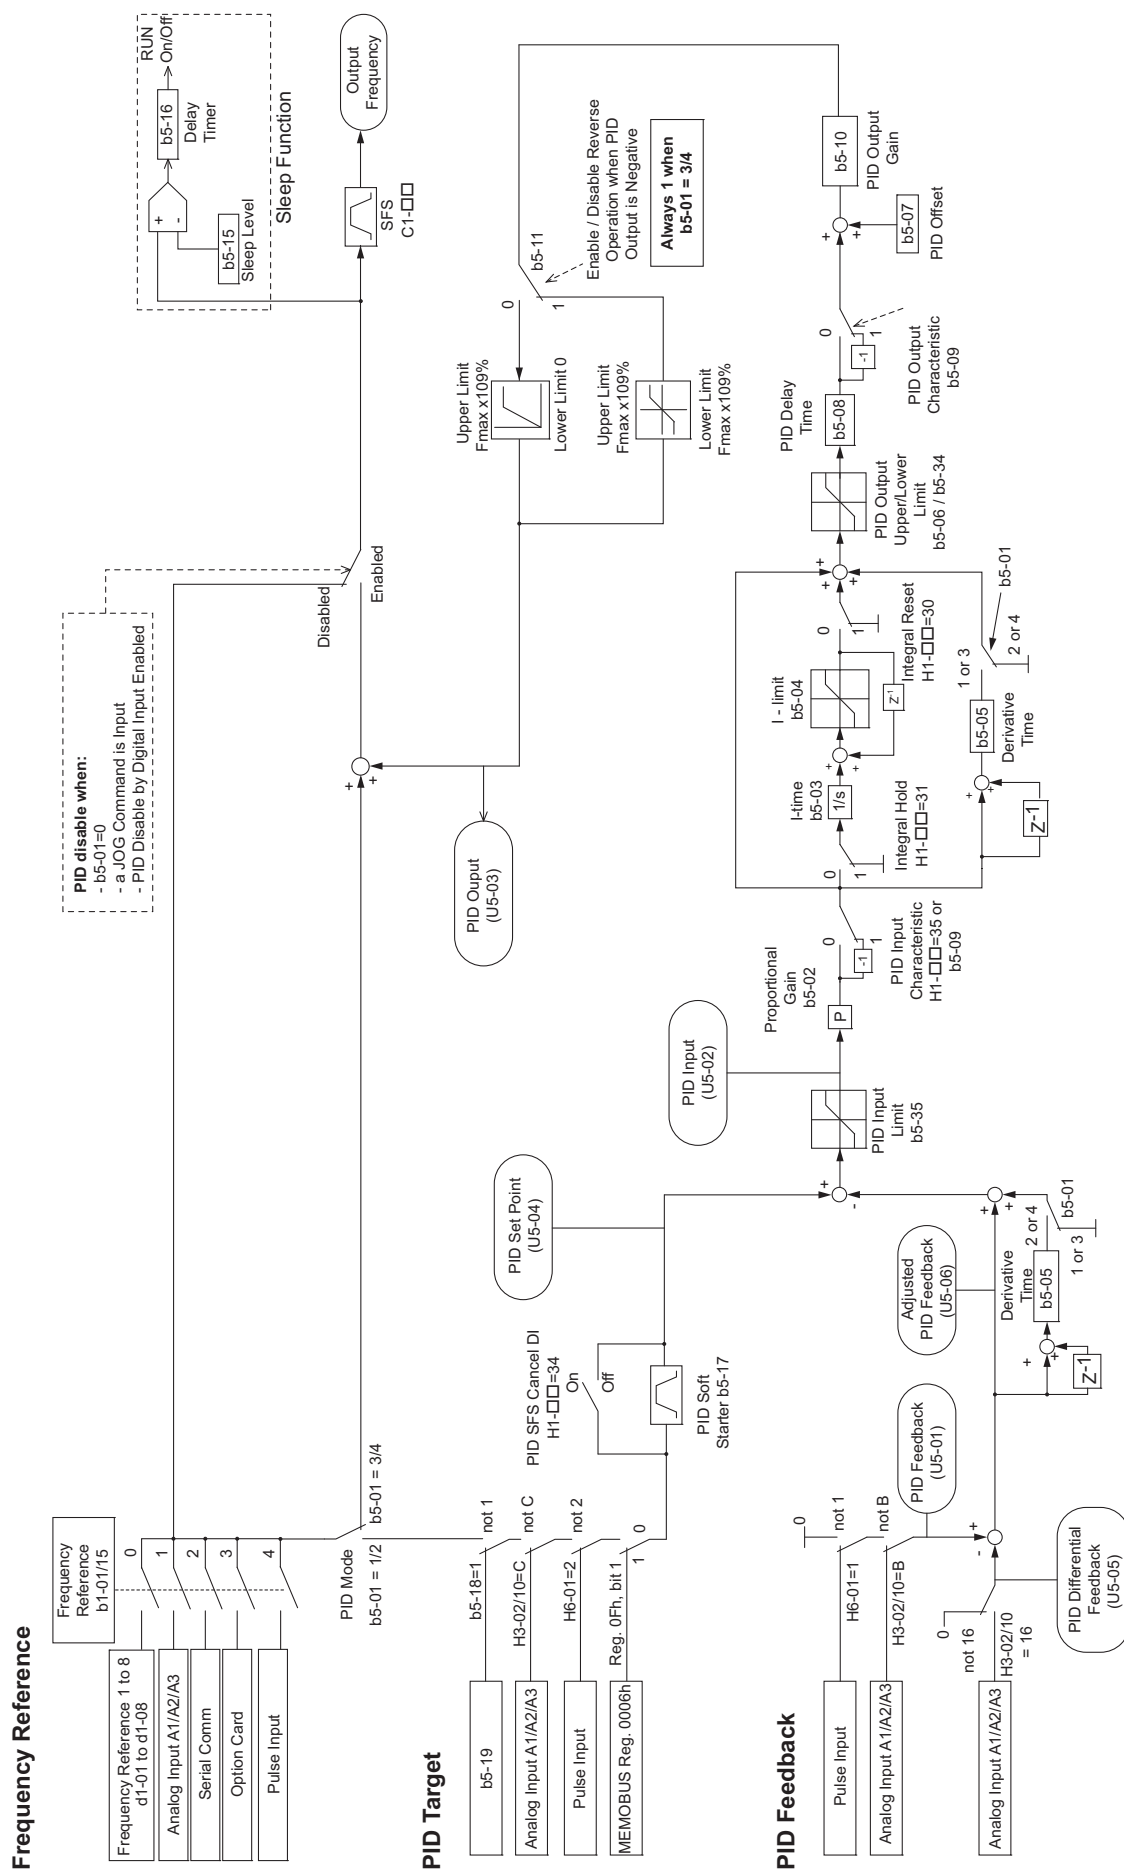 Frequency Reference
Frequency
Reference
b1-01/15
Frequency Reference 1 to 8
d1-01 to d1-08
Analog Input A1/A2/A3
Serial Comm
Option Card
Pulse Input
0
1
2
3
4
PID Mode
b5-01 = 1/2
b5-01 = 3/4
PID disable when:
- b5-01=0
- a JOG Command is Input
- PID Disable by Digital Input Enabled
Disabled
Enabled
+
+
RUN
On/Off
b5-16
Delay
Timer
+
-
b5-15
Sleep Level
Sleep Function
SFS
C1-□□
Output
Frequency
PID Ouput
(U5-03)
Upper Limit
Fmax x109%
Lower Limit 0
Upper Limit
Fmax x109%
Lower Limit
Fmax x109%
0
1
b5-11
Enable / Disable Reverse
Operation when PID
Output is Negative
Always 1 when
b5-01 = 3/4
PID Target
b5-19
Analog Input A1/A2/A3
Pulse Input
MEMOBUS Reg. 0006h
b5-18=1
not 1
H3-02/10=C
not C
H6-01=2
not 2
Reg. 0Fh, bit 1
1
0
PID SFS Cancel DI
H1-□□=34
On
Off
PID Soft
Starter b5-17
PID Set Point
(U5-04)
+
-
PID Input
Limit
b5-35
PID Input
(U5-02)
Proportional
Gain
b5-02
P
-1
0
1
PID Input
Characteristic
H1-□□=35 or
b5-09
0
1
I-time
b5-03
1/s
Integral Hold
H1-□□=31
+
+
I - limit
b5-04
Z-1
0
1
Integral Reset
H1-□□=30
+
+
Z-1
b5-05
Derivative
Time
1 or 3
2 or 4
b5-01
+
+
+
PID Output
Upper/Lower
Limit
b5-06 / b5-34
PID Delay
Time
b5-08
-1
0
1
PID Output
Characteristic
b5-09
+
+
b5-07
PID Offset
b5-10
PID Output
Gain
PID Feedback
Pulse Input
Analog Input A1/A2/A3
Analog Input A1/A2/A3
H6-01=1
0
not 1
H3-02/10=B
not B
0
not 16
H3-02/10
= 16
PID Feedback
(U5-01)
+
-
PID Differential
Feedback
(U5-05)
Adjusted
PID Feedback
(U5-06)
+
+
Z-1
Derivative
Time
b5-05
2 or 4
1 or 3
b5-01
+
+